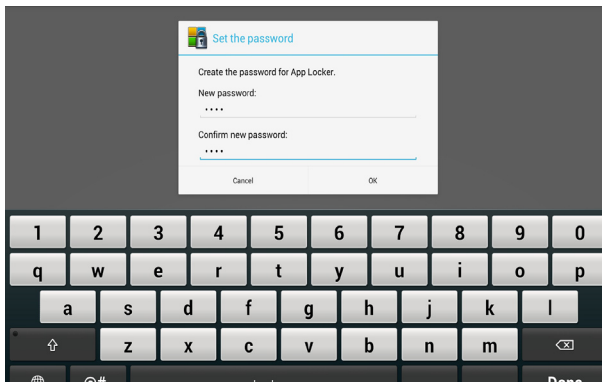 Set the password
Create the password for App Locker.
New password:
....
Confirm new password:
....
Cancel OK
1 2 3 4 5 6 7 8 9 0
q w e r t y u i o p
a s d f g h j k l
z x c v b n m
@# Done